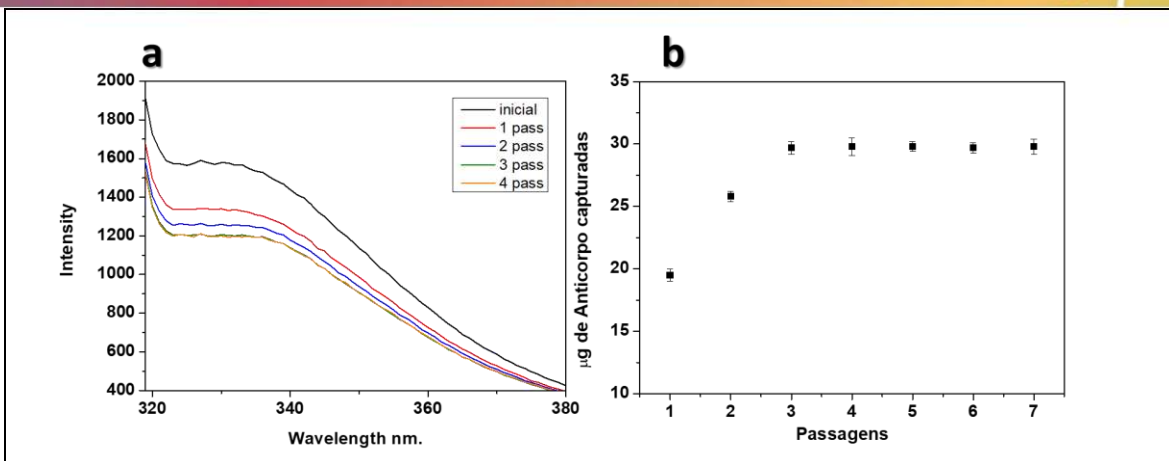 a
2000
1800
1600
1400
1200
1000
800
600
400
Intensity
inicial
1 pass
2 pass
3 pass
4 pass
320 340 360 380
Wavelength nm.
b
35
30
25
20
15
10
µg de Anticorpo capturadas
1 2 3 4 5 6 7
Passagens